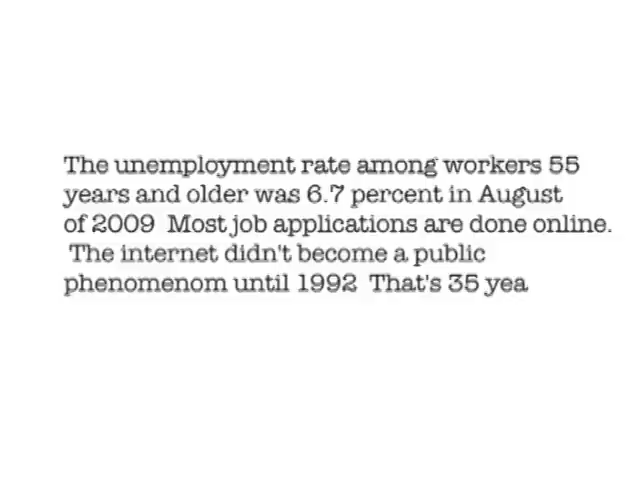 The unemployment rate among workers 55
years and older was 6.7 percent in August
of 2009  Most job applications are done online.
The internet didn't become a public
phenomenom until 1992  That's 35 yea